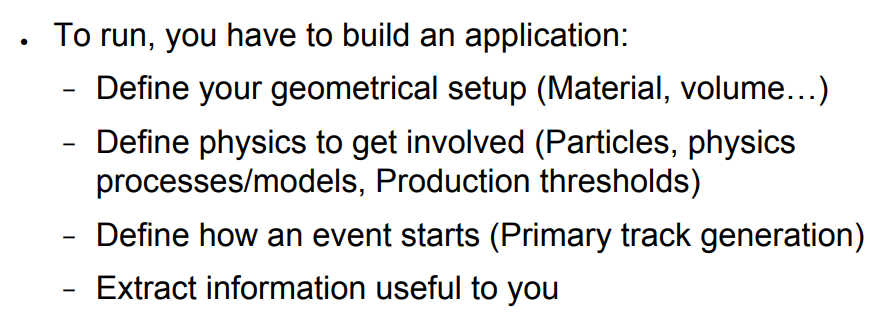 • To run, you have to build an application:
– Define your geometrical setup (Material, volume…)
– Define physics to get involved (Particles, physics
processes/models, Production thresholds)
– Define how an event starts (Primary track generation)
– Extract information useful to you